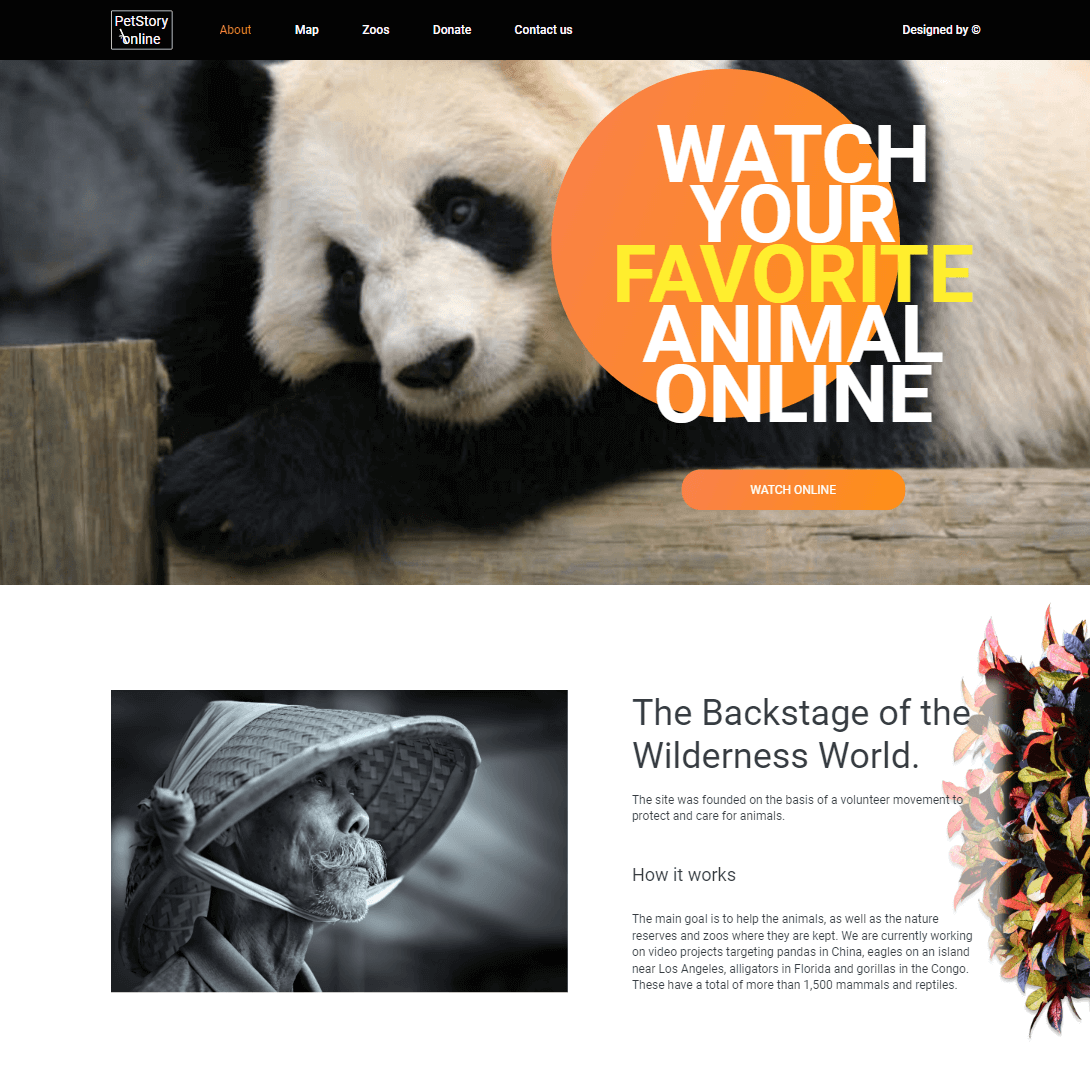 PetStory
online
About
Map
Zoos
Donate
Contact us
Designed by ©
WATCH
YOUR
FAVORITE
ANIMAL
ONLINE
WATCH ONLINE
The Backstage of the
Wilderness World.
The site was founded on the basis of a volunteer movement to
protect and care for animals.
How it works
The main goal is to help the animals, as well as the nature
reserves and zoos where they are kept. We are currently working
on video projects targeting pandas in China, eagles on an island
near Los Angeles, alligators in Florida and gorillas in the Congo.
These have a total of more than 1,500 mammals and reptiles.